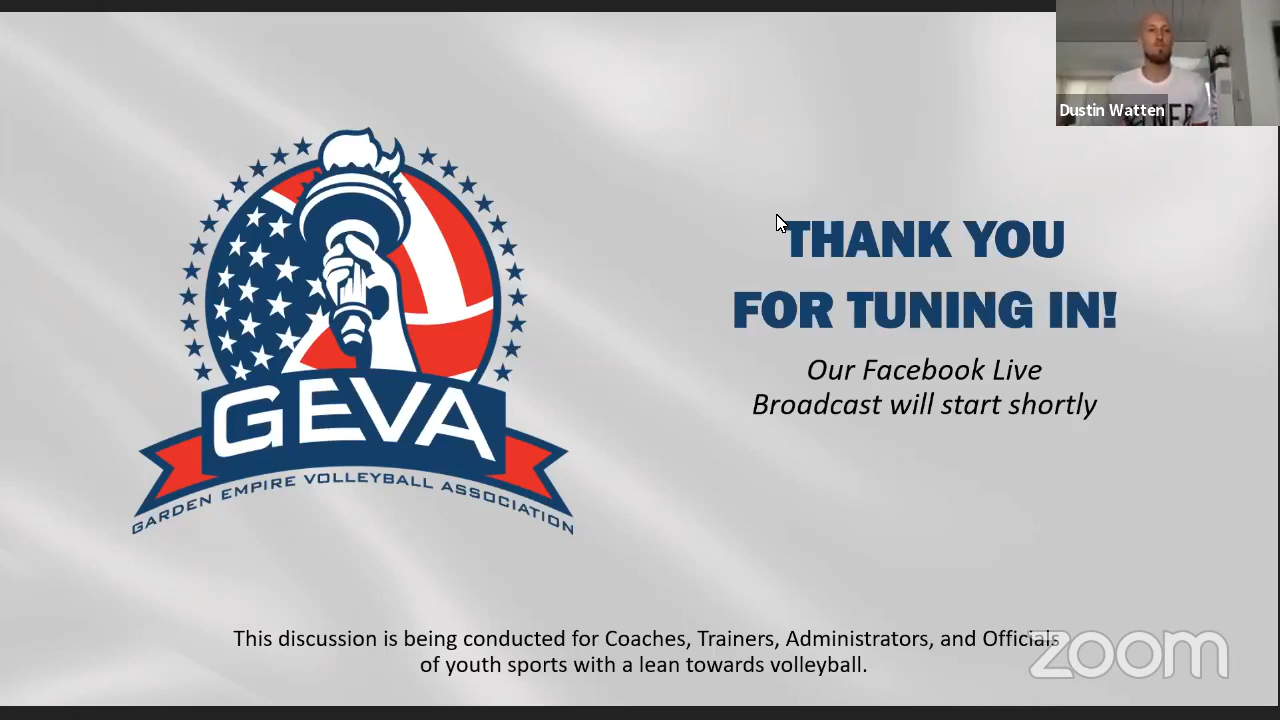 Dustin Watten
THANK YOU
FOR TUNING IN!
Our Facebook Live
Broadcast will start shortly
GEVA
GARDEN EMPIRE VOLLEYBALL ASSOCIATION
This discussion is being conducted for Coaches, Trainers, Administrators, and Officials
of youth sports with a lean towards volleyball.
zoom